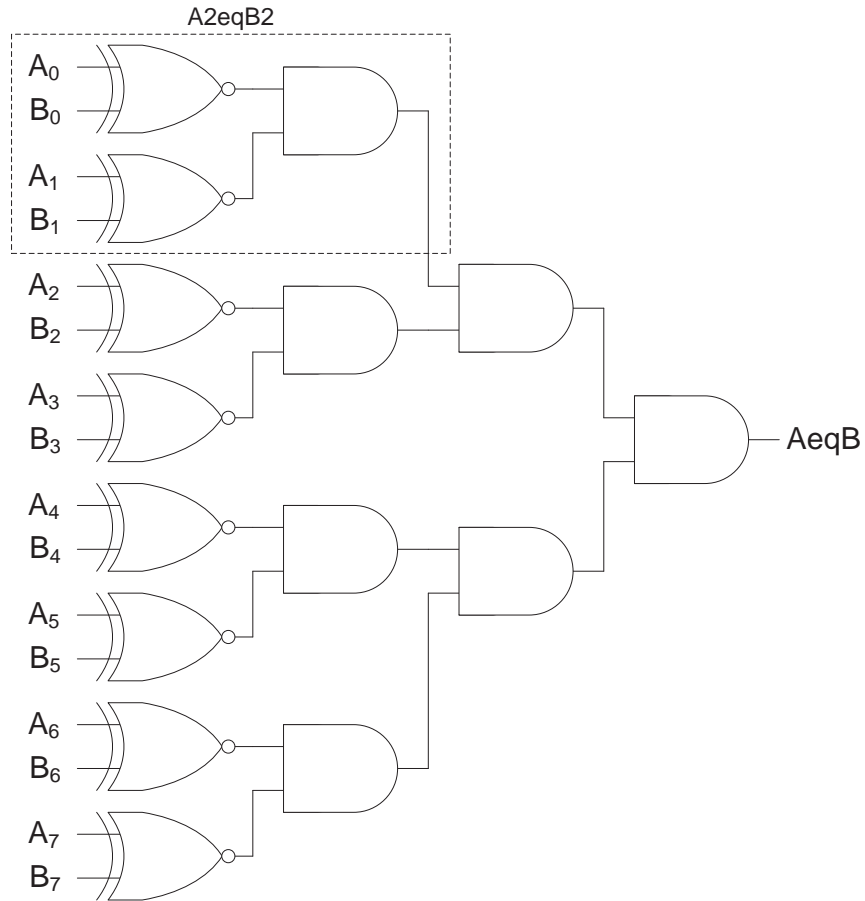 A2eqB2
A₀
B₀
A₁
B₁
A₂
B₂
A₃
B₃
A₄
B₄
A₅
B₅
A₆
B₆
A₇
B₇
AeqB